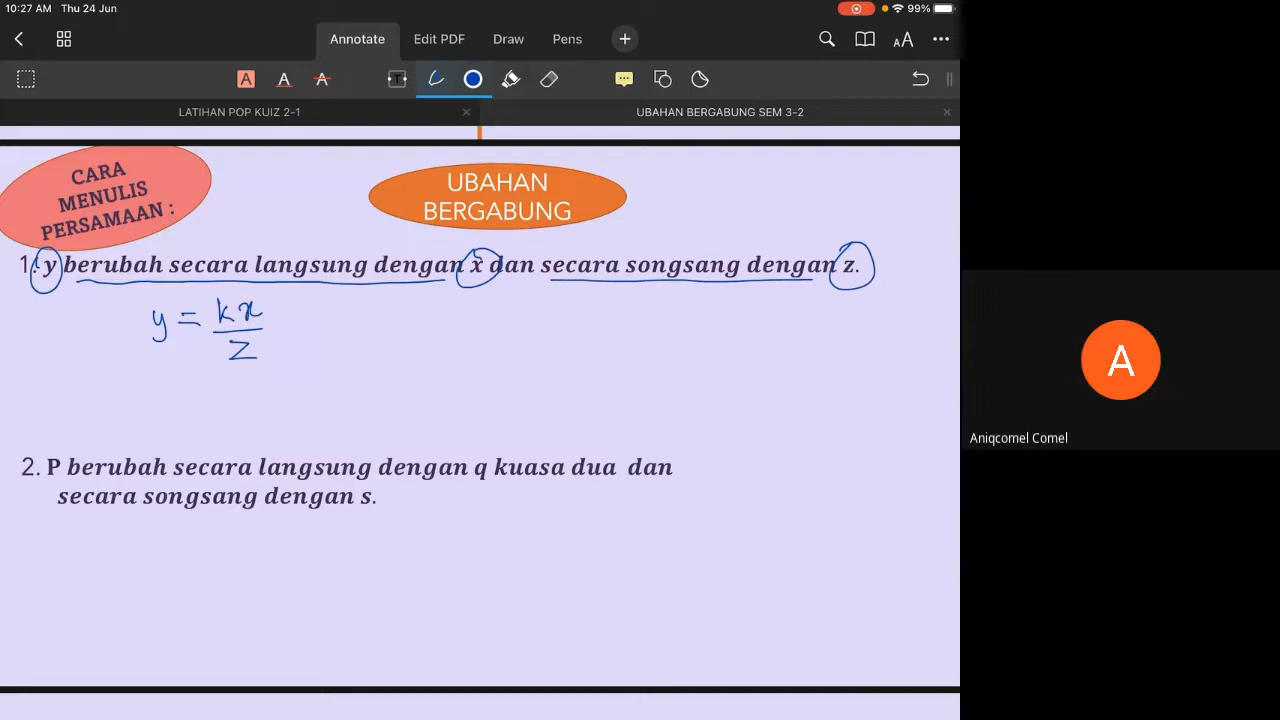 10:27 AM Thu 24 Jun
99%
Annotate Edit PDF Draw Pens
AA
A A A T
LATIHAN POP KUIZ 2-1
UBAHAN BERGABUNG SEM 3-2
CARA
MENULIS
PERSAMAAN :
UBAHAN
BERGABUNG
1. y berubah secara langsung dengan x dan secara songsang dengan z.
y = kx
z
2. P berubah secara langsung dengan q kuasa dua dan
secara songsang dengan s.
A
Aniqcomel Comel